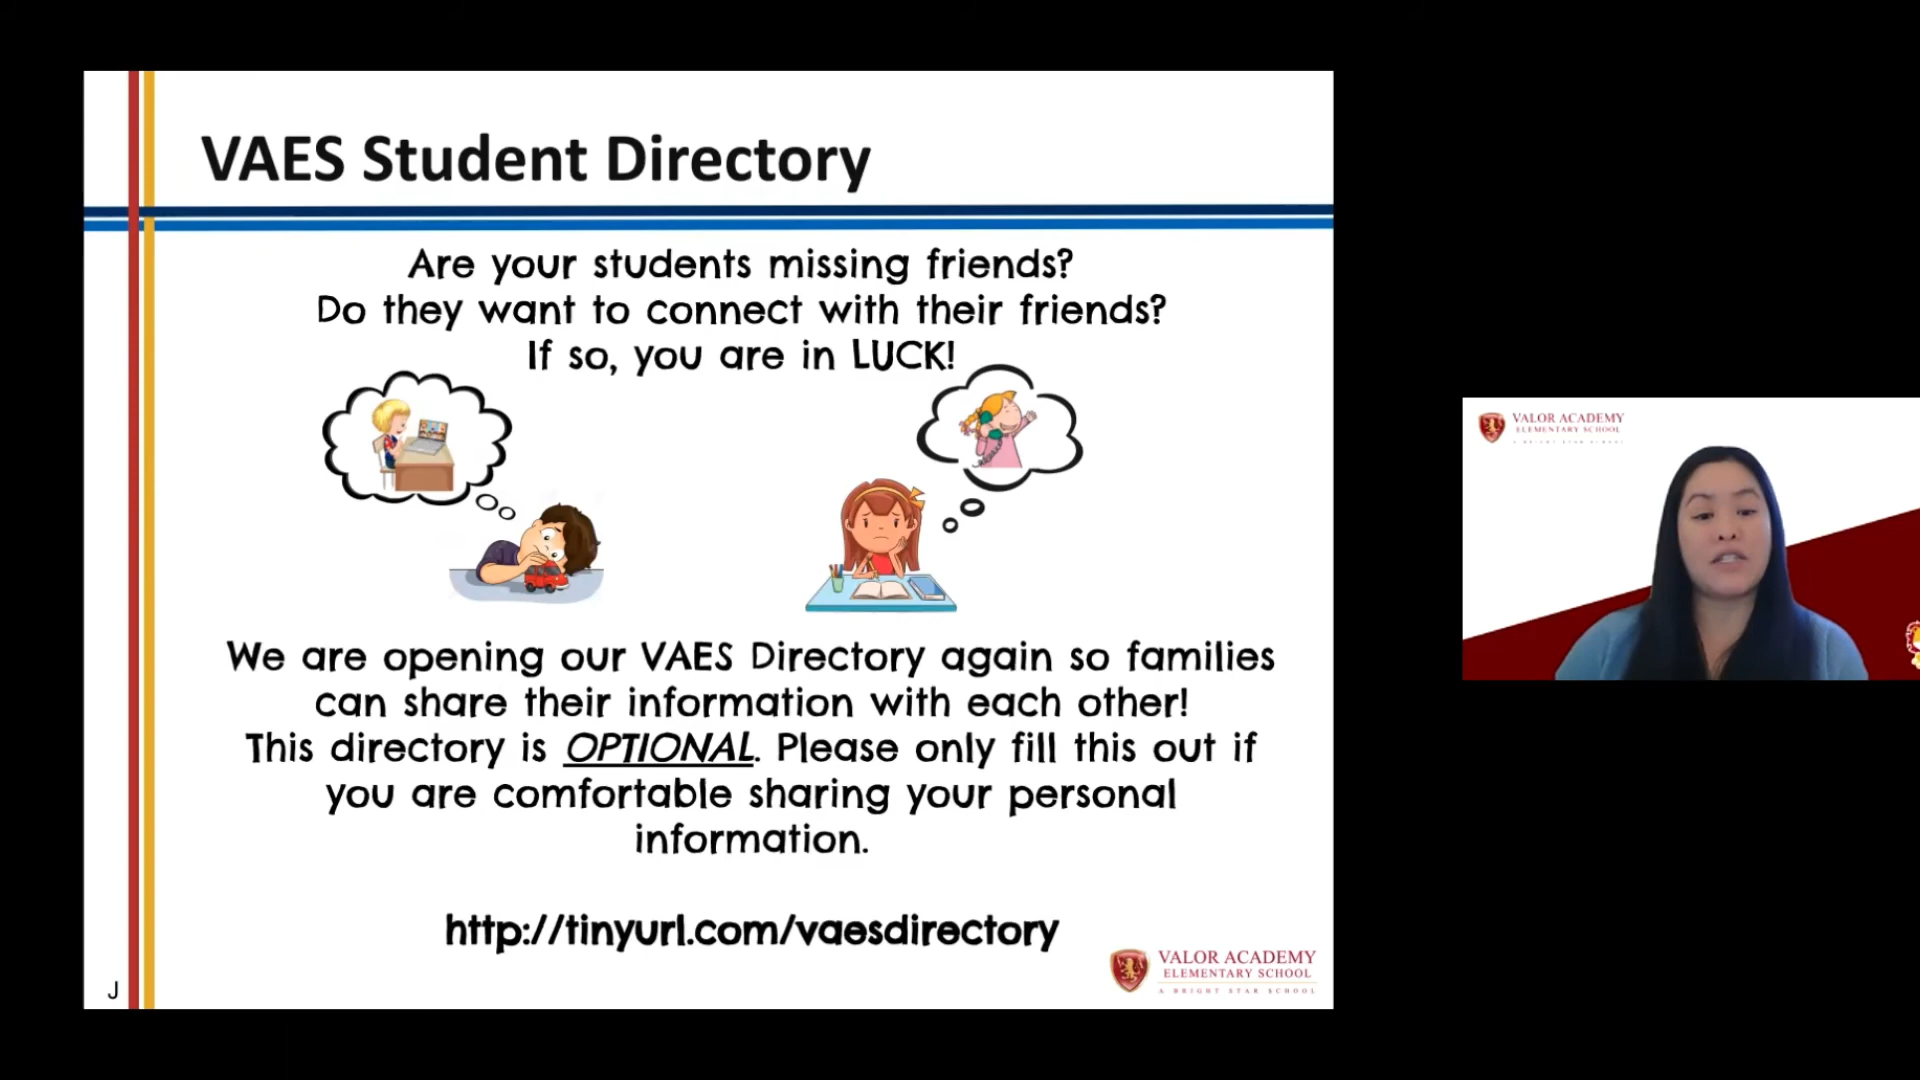 VAES Student Directory
Are your students missing friends?
Do they want to connect with their friends?
If so, you are in LUCK!
We are opening our VAES Directory again so families
can share their information with each other!
This directory is OPTIONAL. Please only fill this out if
you are comfortable sharing your personal
information.
http://tinyurl.com/vaesdirectory
VALOR ACADEMY
ELEMENTARY SCHOOL
A BRIGHT STAR SCHOOL
J
VALOR ACADEMY
ELEMENTARY SCHOOL
A BRIGHT STAR SCHOOL